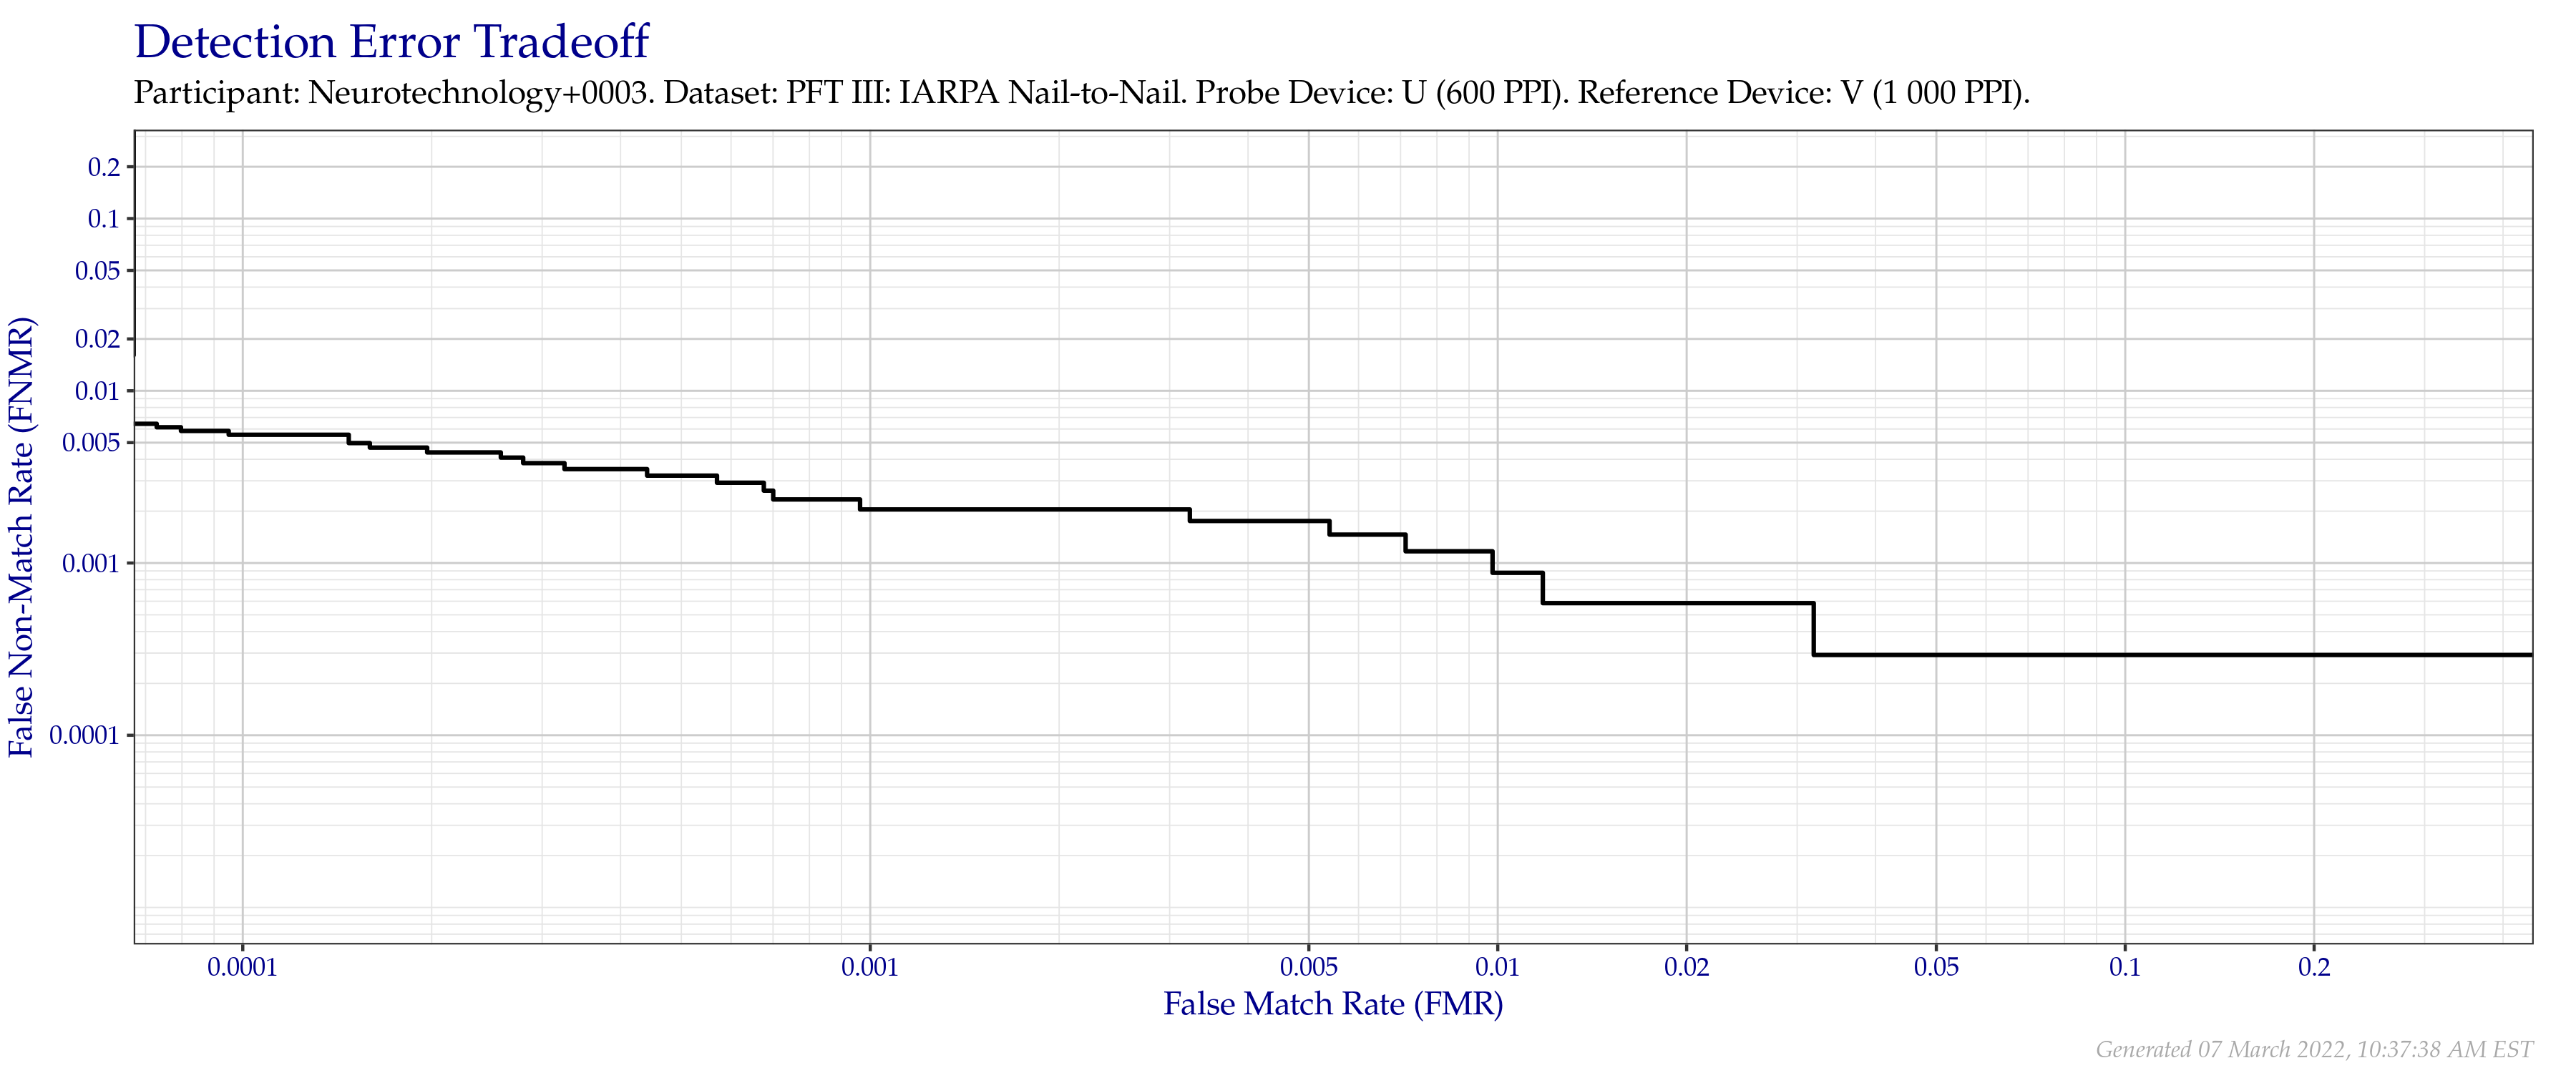 Detection Error Tradeoff
Participant: Neurotechnology+0003. Dataset: PFT III: IARPA Nail-to-Nail. Probe Device: U (600 PPI). Reference Device: V (1 000 PPI).
False Non-Match Rate (FNMR)
0.2
0.1
0.05
0.02
0.01
0.005
0.001
0.0001
0.0001 0.001 0.005 0.01 0.02 0.05 0.1 0.2
False Match Rate (FMR)
Generated 07 March 2022, 10:37:38 AM EST